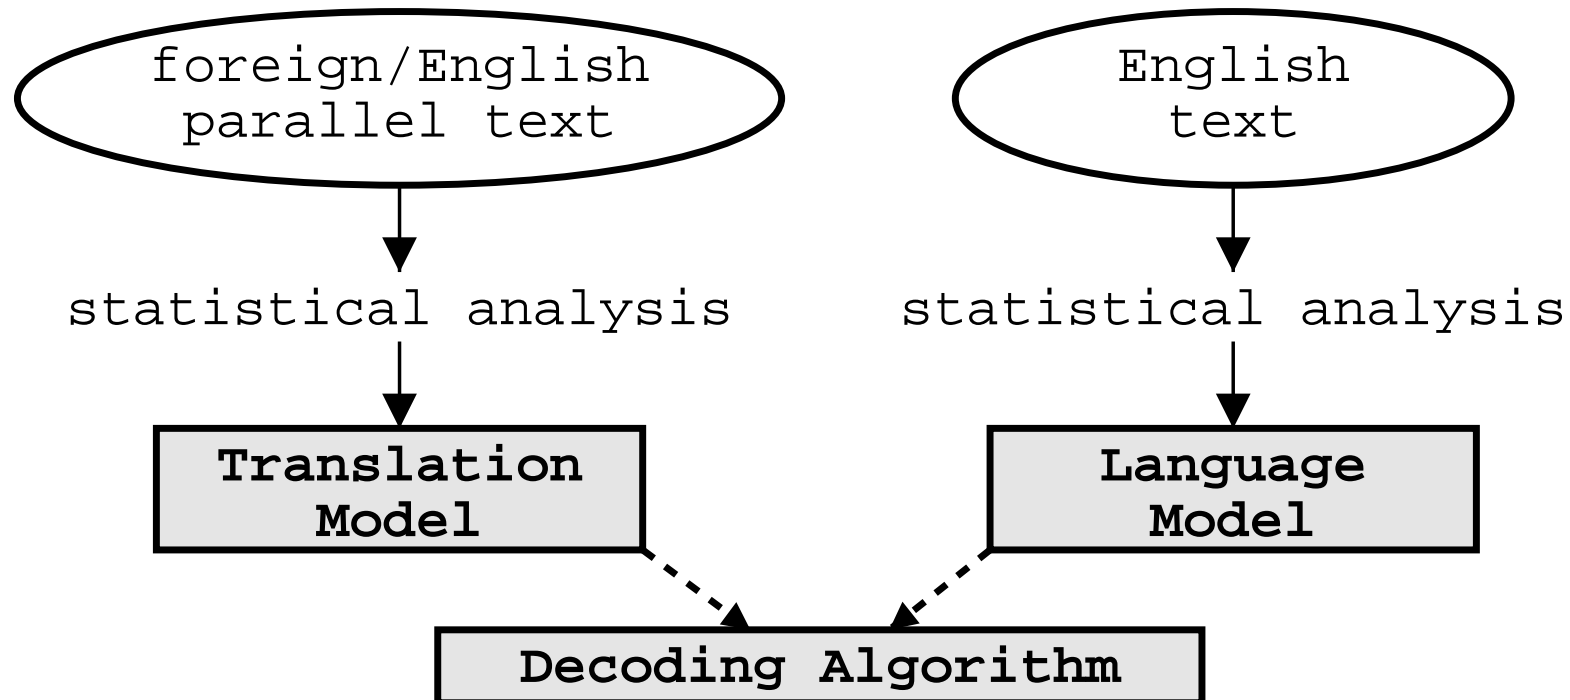 foreign/English
parallel text
English
text
statistical analysis
statistical analysis
Translation
Model
Language
Model
Decoding Algorithm